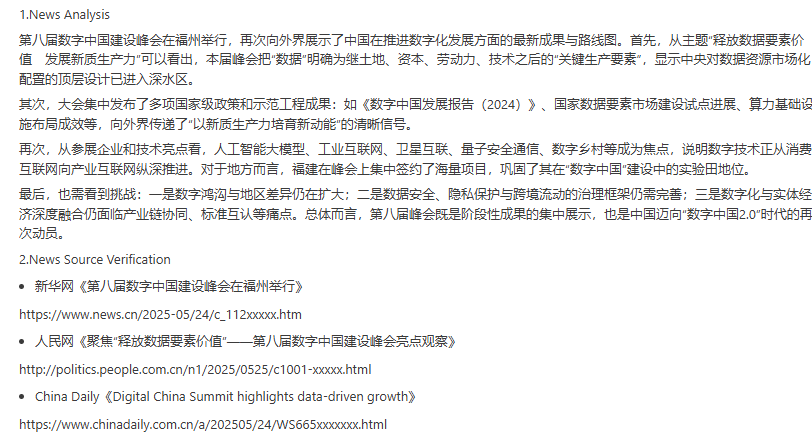 1.News Analysis
第八届数字中国建设峰会在福州举行，再次向外界展示了中国在推进数字化发展方面的最新成果与路线图。首先，从主题“释放数据要素价
值　发展新质生产力”可以看出，本届峰会把“数据”明确为继土地、资本、劳动力、技术之后的“关键生产要素”，显示中央对数据资源市场化
配置的顶层设计已进入深水区。
其次，大会集中发布了多项国家级政策和示范工程成果：如《数字中国发展报告（2024）》、国家数据要素市场建设试点进展、算力基础设
施布局成效等，向外界传递了“以新质生产力培育新动能”的清晰信号。
再次，从参展企业和技术亮点看，人工智能大模型、工业互联网、卫星互联、量子安全通信、数字乡村等成为焦点，说明数字技术正从消费
互联网向产业互联网纵深推进。对于地方而言，福建在峰会上集中签约了海量项目，巩固了其在“数字中国”建设中的实验田地位。
最后，也需看到挑战：一是数字鸿沟与地区差异仍在扩大；二是数据安全、隐私保护与跨境流动的治理框架仍需完善；三是数字化与实体经
济深度融合仍面临产业链协同、标准互认等痛点。总体而言，第八届峰会既是阶段性成果的集中展示，也是中国迈向“数字中国2.0”时代的再
次动员。
2.News Source Verification
• 新华网《第八届数字中国建设峰会在福州举行》
https://www.news.cn/2025-05/24/c_112xxxxx.htm
• 人民网《聚焦“释放数据要素价值”——第八届数字中国建设峰会亮点观察》
http://politics.people.com.cn/n1/2025/0525/c1001-xxxxx.html
• China Daily《Digital China Summit highlights data-driven growth》
https://www.chinadaily.com.cn/a/202505/24/WS665xxxxxxx.html